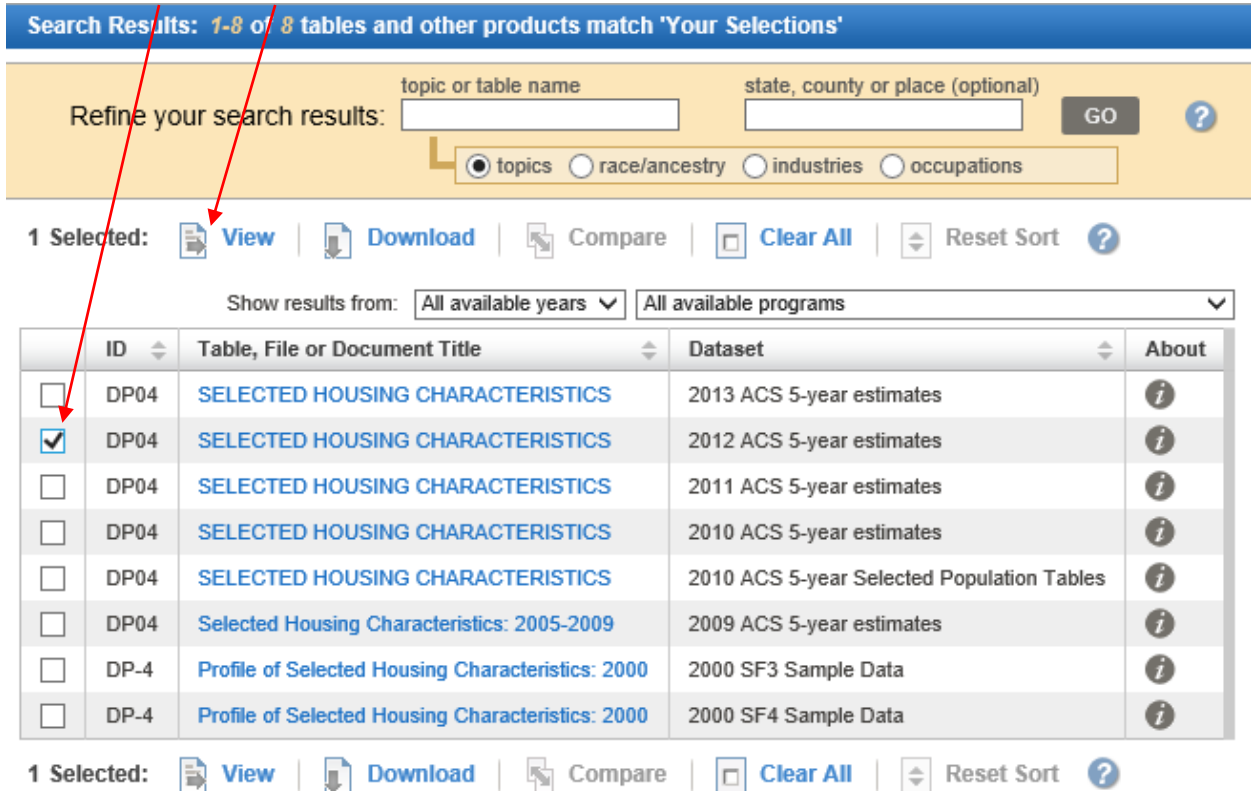 Search Results: 1-8 of 8 tables and other products match 'Your Selections'
topic or table name state, county or place (optional)
Refine your search results: GO ?
topics race/ancestry industries occupations
1 Selected: View Download Compare Clear All Reset Sort ?
Show results from: All available years All available programs
ID Table, File or Document Title Dataset About
DP04 SELECTED HOUSING CHARACTERISTICS 2013 ACS 5-year estimates i
DP04 SELECTED HOUSING CHARACTERISTICS 2012 ACS 5-year estimates i
DP04 SELECTED HOUSING CHARACTERISTICS 2011 ACS 5-year estimates i
DP04 SELECTED HOUSING CHARACTERISTICS 2010 ACS 5-year estimates i
DP04 SELECTED HOUSING CHARACTERISTICS 2010 ACS 5-year Selected Population Tables i
DP04 Selected Housing Characteristics: 2005-2009 2009 ACS 5-year estimates i
DP-4 Profile of Selected Housing Characteristics: 2000 2000 SF3 Sample Data i
DP-4 Profile of Selected Housing Characteristics: 2000 2000 SF4 Sample Data i
1 Selected: View Download Compare Clear All Reset Sort ?